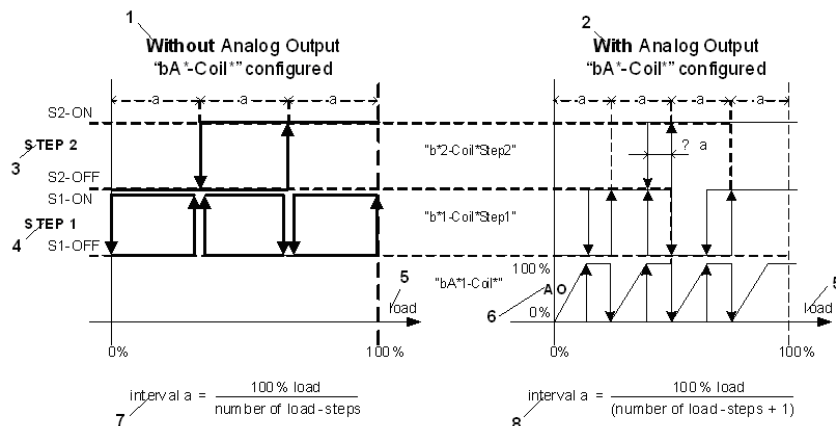 1
2
Without Analog Output
"bA*-Coil*" configured
With Analog Output
"bA*-Coil*" configured
a a a
a a a a
S2-ON
3 STEP 2
"b*2-Coil*Step2"
? a
S2-OFF
S1-ON
4 STEP 1
"b*1-Coil*Step1"
S1-OFF
100%
"bA*1-Coil*"
5
6 AO
5
load
load
0%
0%
100%
0%
100%
interval a = 100% load / number of load-steps
7
interval a = 100% load / (number of load-steps + 1)
8